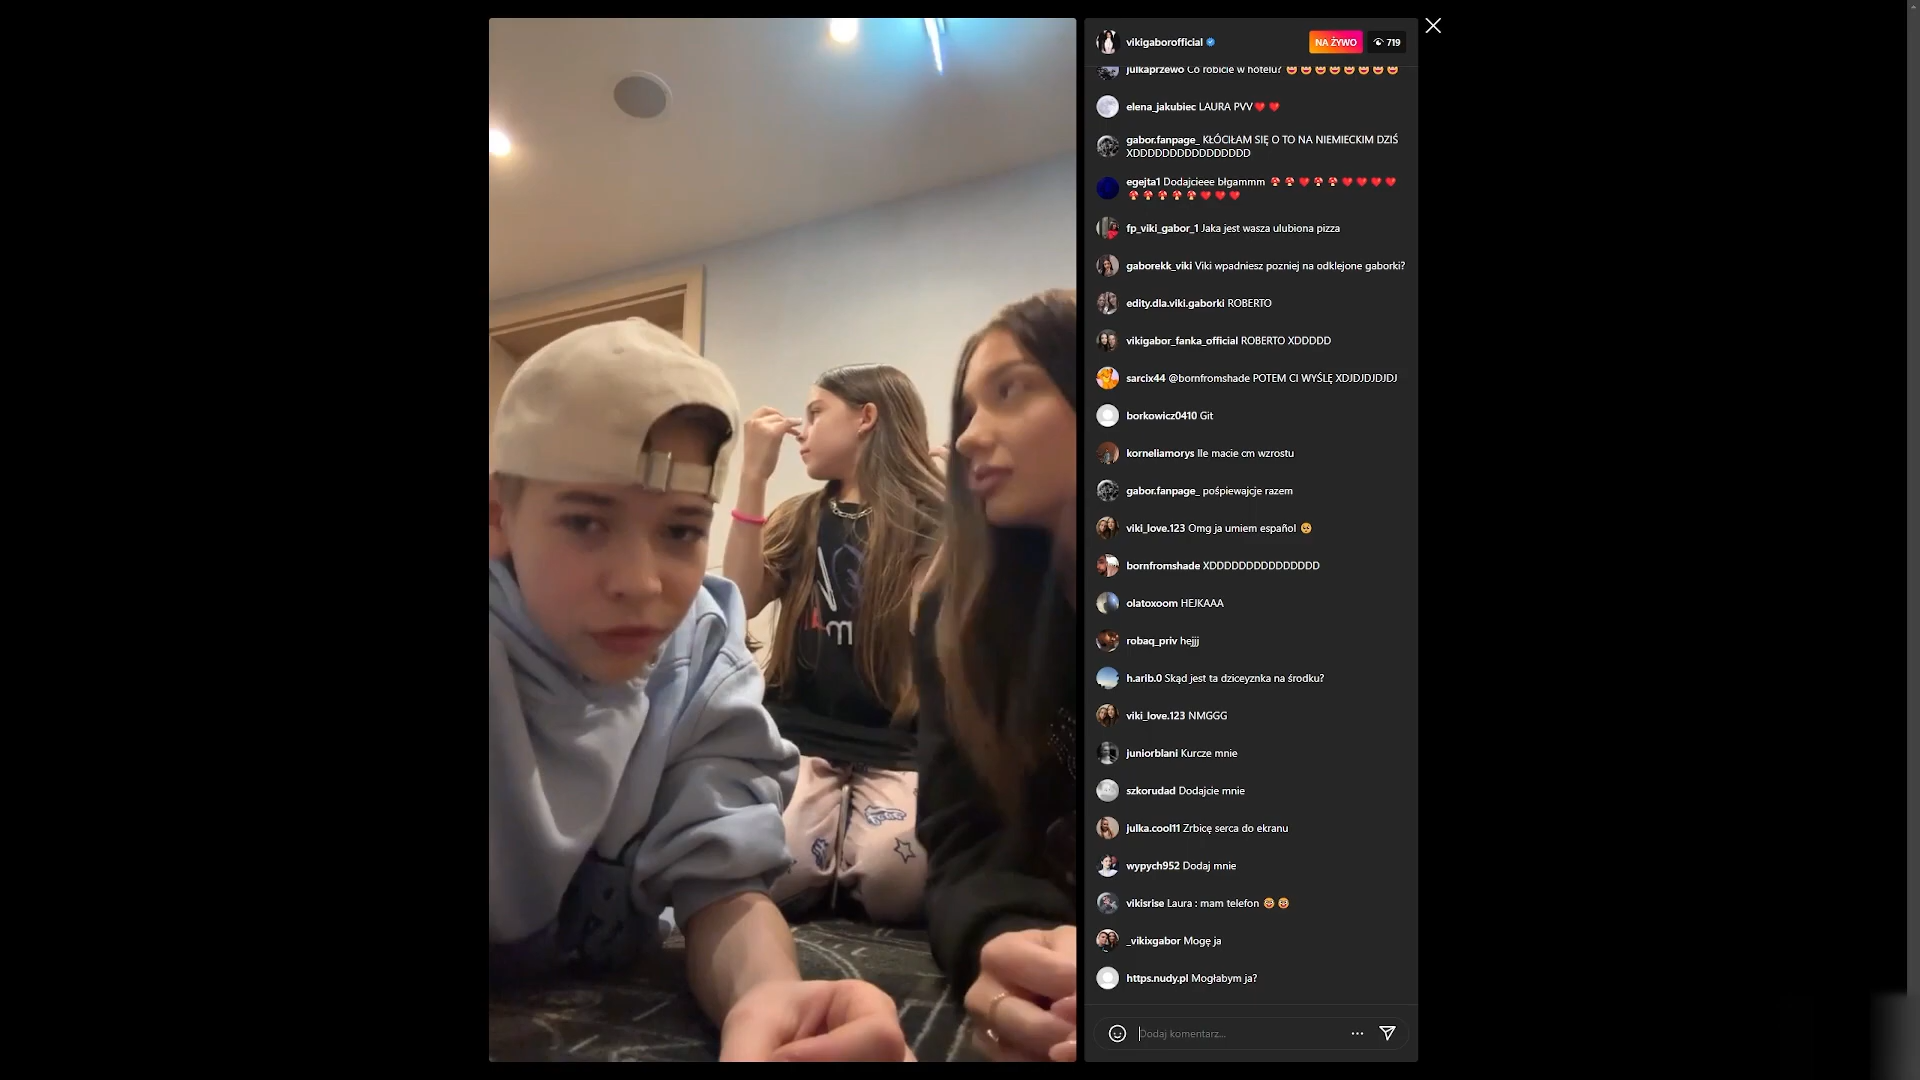 vikigaborofficial
NA ŻYWO
719
julkaprzewo Co robicie w hotelu?
elena_jakubiec LAURA PVV❤️ ❤️
gabor.fanpage_ KŁÓCIŁAM SIĘ O TO NA NIEMIECKIM DZIŚ
XDDDDDDDDDDDDDDDD
egejta1 Dodajcieee błgammm 🍄 🍄 ❤️ 🍄 🍄 ❤️ ❤️ ❤️ ❤️
🍄 🍄 🍄 🍄 🍄 ❤️ ❤️ ❤️
fp_viki_gabor_1 Jaka jest wasza ulubiona pizza
gaborekk_viki Viki wpadniesz pozniej na odklejone gaborki?
edity.dla.viki.gaborki ROBERTO
vikigabor_fanka_official ROBERTO XDDDDD
sarcix44 @bornfromshade POTEM CI WYŚLĘ XDJDJDJDJDJ
borkowicz0410 Git
korneliamorys Ile macie cm wzrostu
gabor.fanpage_ pośpiewajcje razem
viki_love.123 Omg ja umiem español 🥺
bornfromshade XDDDDDDDDDDDDDDD
olatoxoom HEJKAAA
robaq_priv hejjj
h.arib.0 Skąd jest ta dziceyznka na środku?
viki_love.123 NMGGG
juniorblani Kurcze mnie
szkorudad Dodajcie mnie
julka.cool11 Zrbicę serca do ekranu
wypych952 Dodaj mnie
vikisrise Laura : mam telefon
_vikixgabor Mogę ja
https.nudy.pl Mogłabym ja?
Dodaj komentarz...